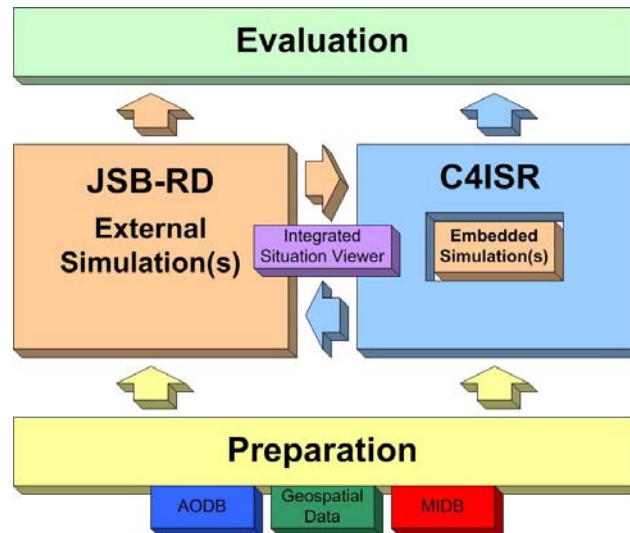 Evaluation
JSB-RD
External
Simulation(s)
C4ISR
Integrated
Situation Viewer
Embedded
Simulation(s)
Preparation
AODB
Geospatial
Data
MIDB